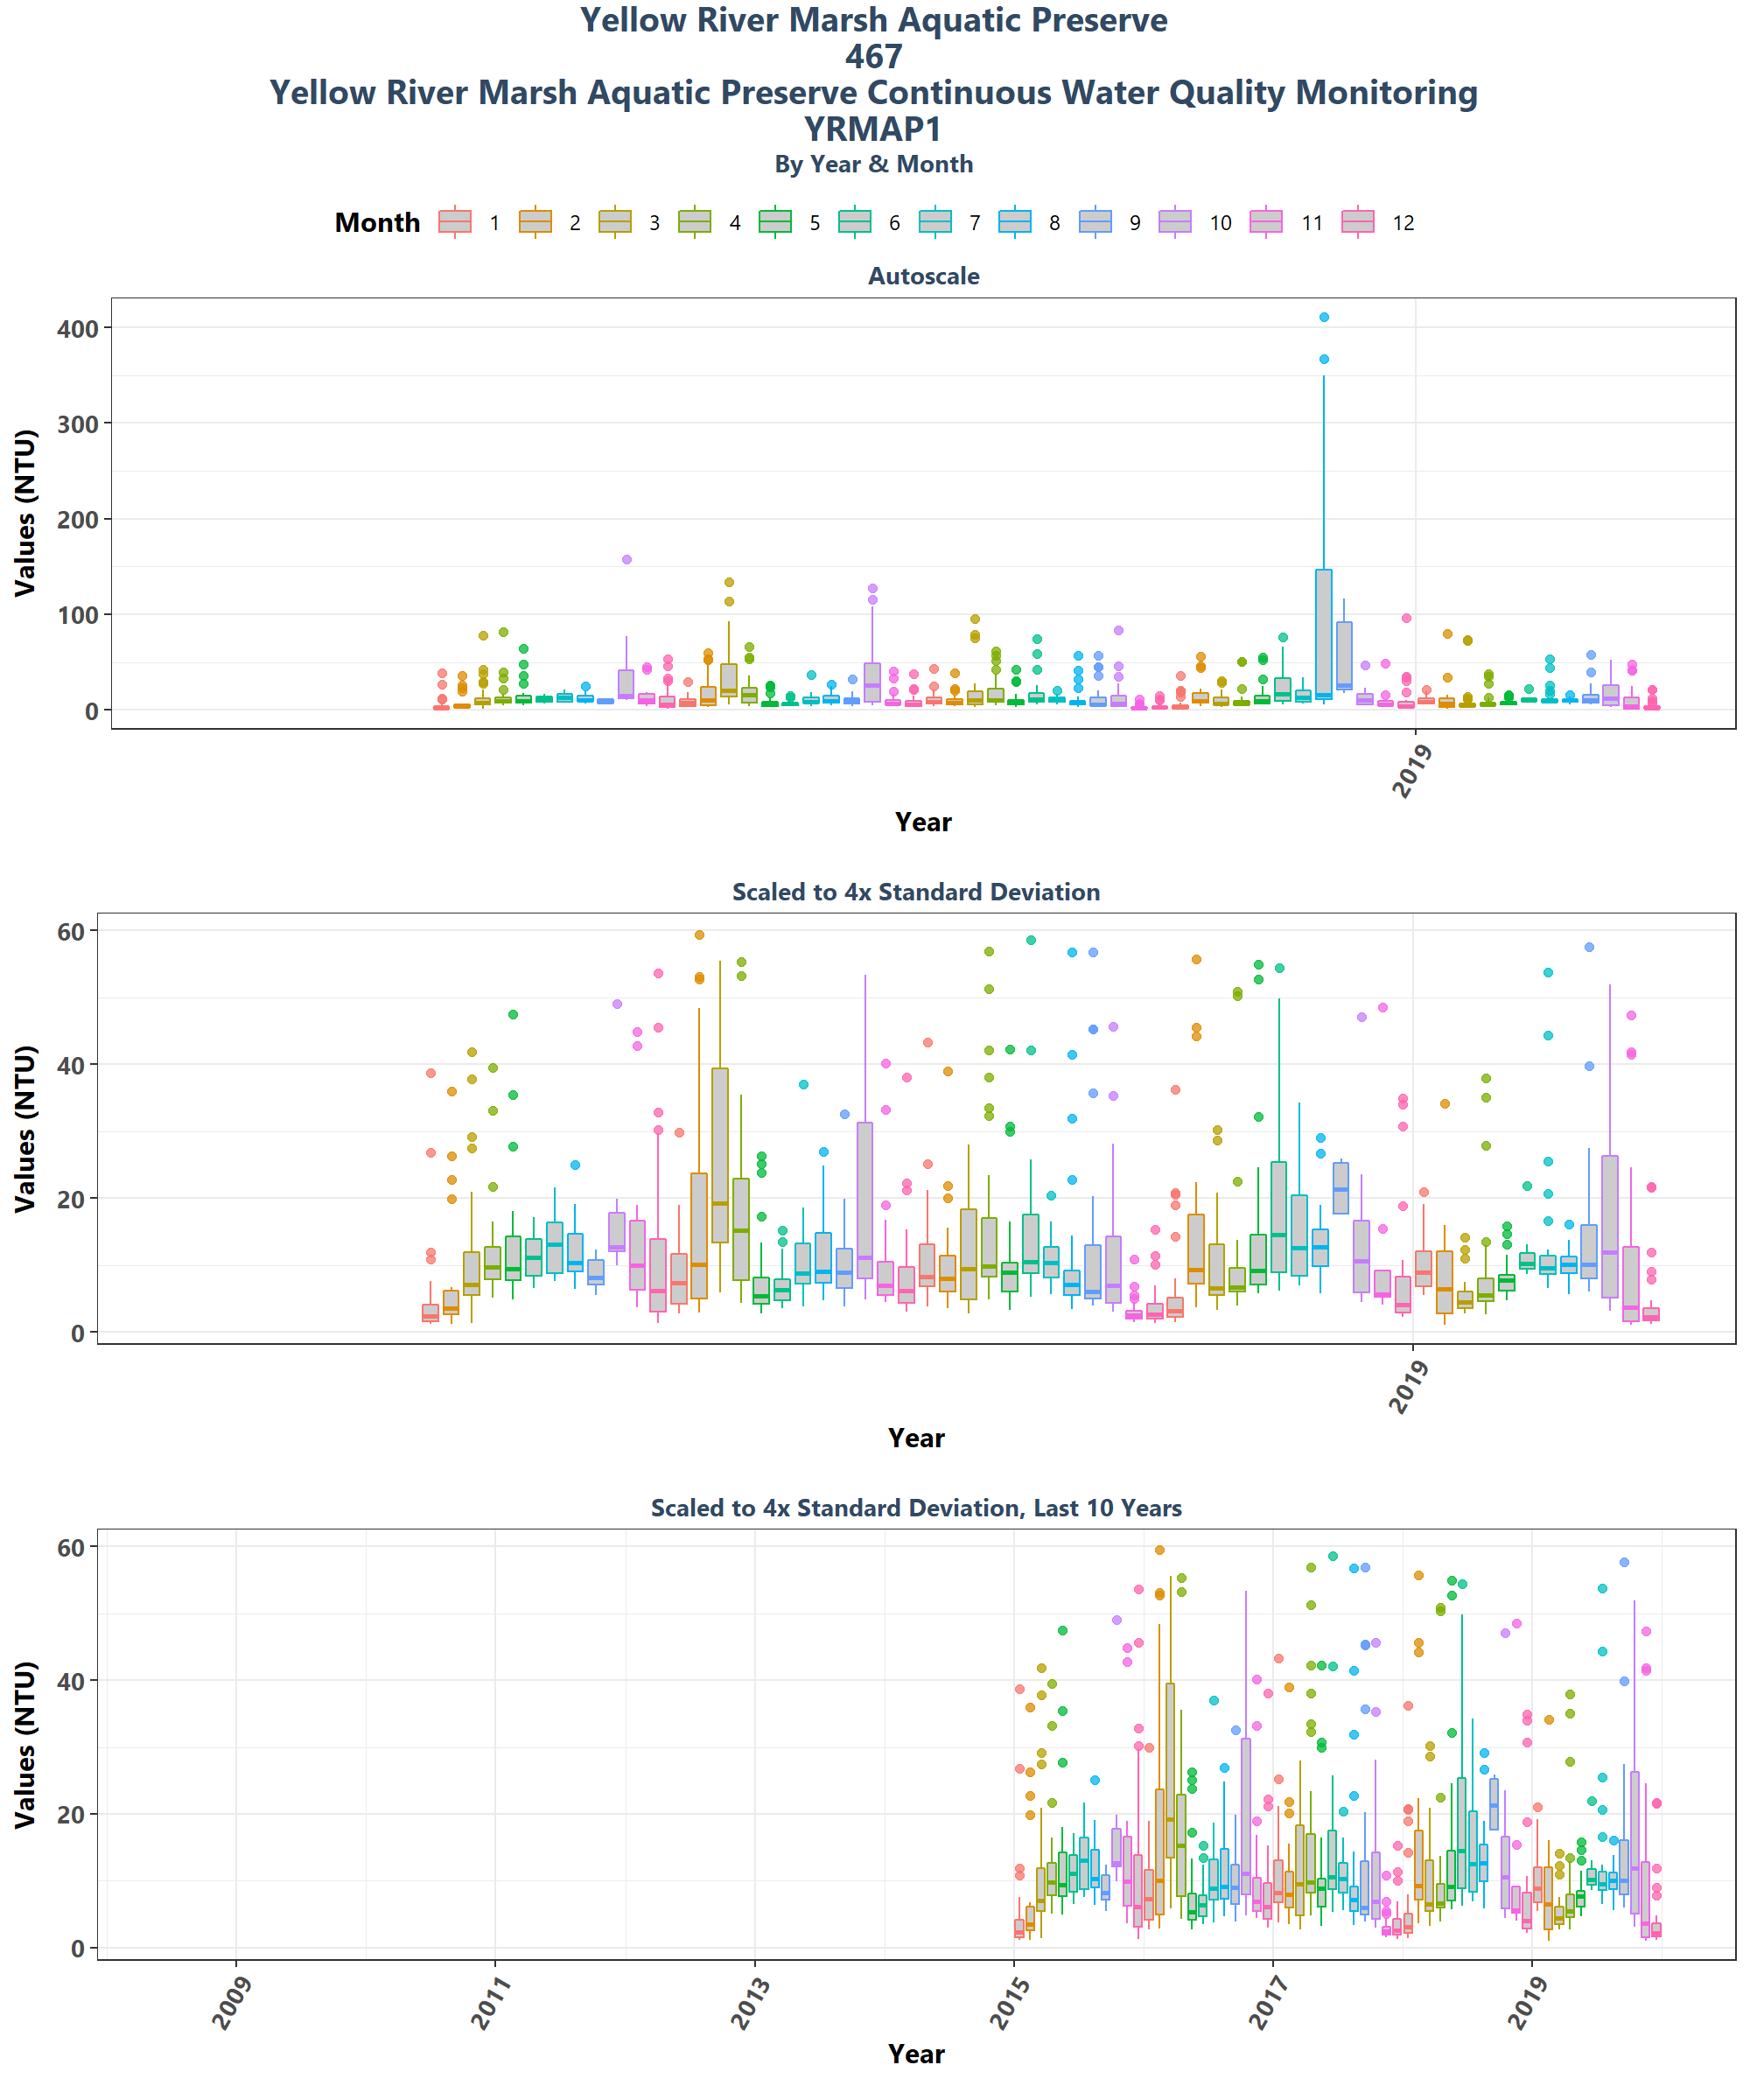 Yellow River Marsh Aquatic Preserve
467
Yellow River Marsh Aquatic Preserve Continuous Water Quality Monitoring
YRMAP1
By Year & Month
Month 1 2 3 4 5 6 7 8 9 10 11 12
Autoscale
Values (NTU)
400
300
200
100
0
2019
Year
Scaled to 4x Standard Deviation
Values (NTU)
60
40
20
0
2019
Year
Scaled to 4x Standard Deviation, Last 10 Years
Values (NTU)
60
40
20
0
2009 2011 2013 2015 2017 2019
Year